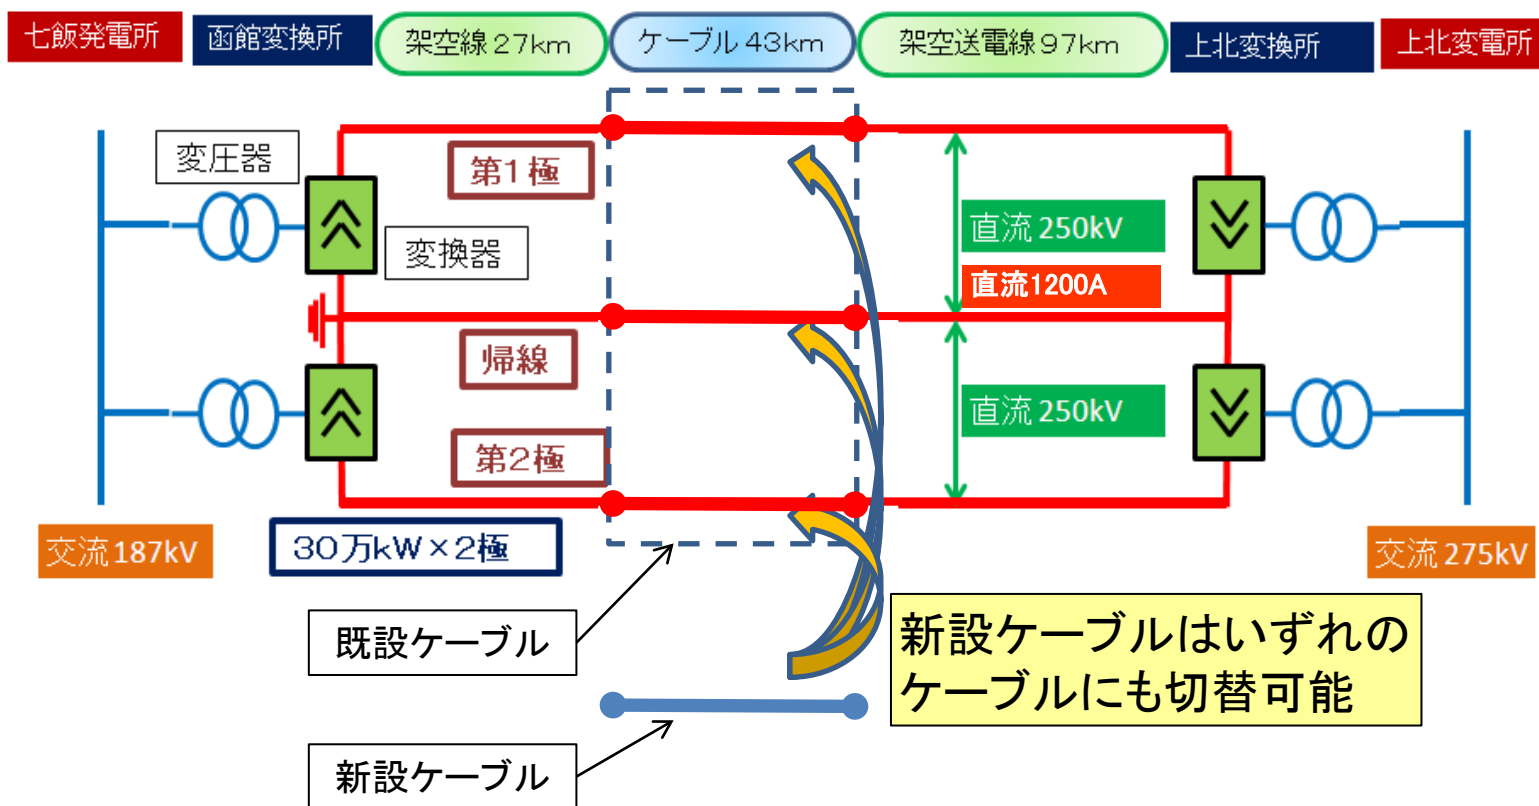 七飯発電所
函館変換所
架空線27km
ケーブル43km
架空送電線97km
上北変換所
上北変電所
変圧器
第1極
変換器
直流250kV
直流1200A
帰線
直流250kV
第2極
交流187kV
30万kW×2極
交流275kV
既設ケーブル
新設ケーブルはいずれの
ケーブルにも切替可能
新設ケーブル